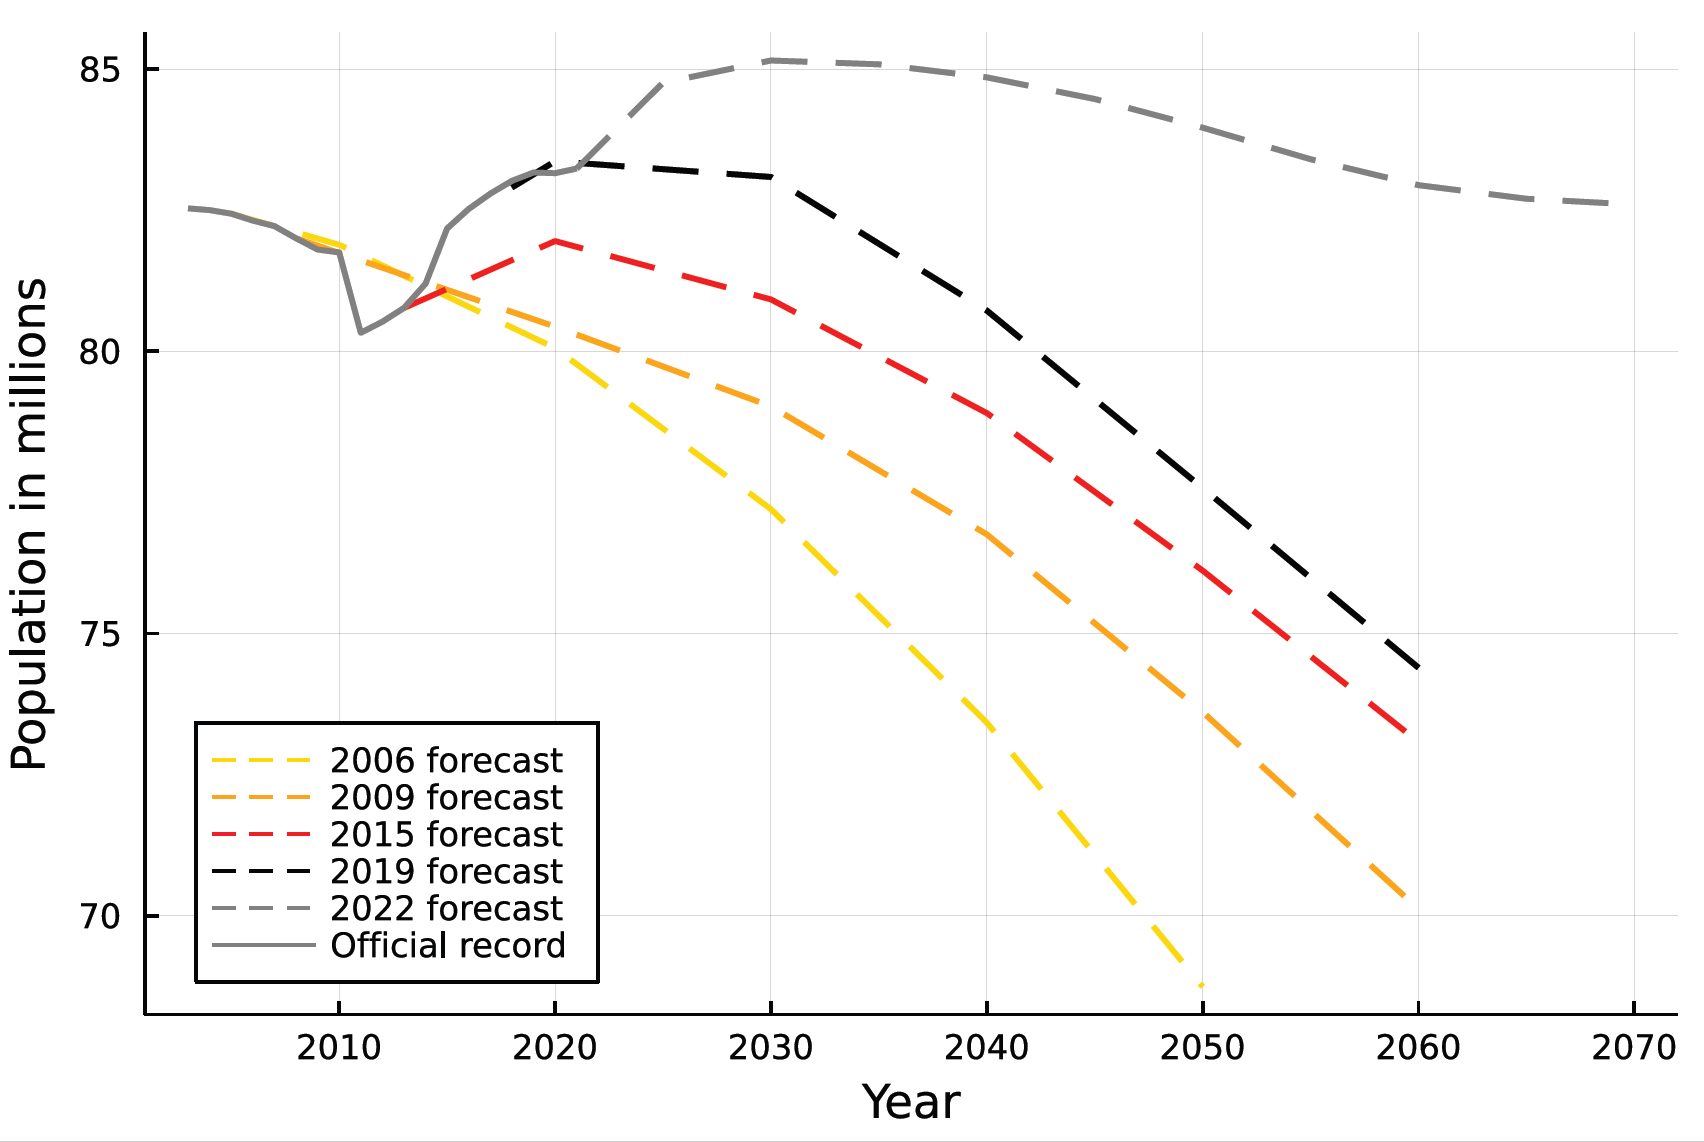 Population in millions
85
80
75
70
2006 forecast
2009 forecast
2015 forecast
2019 forecast
2022 forecast
Official record
2010 2020 2030 2040 2050 2060 2070
Year